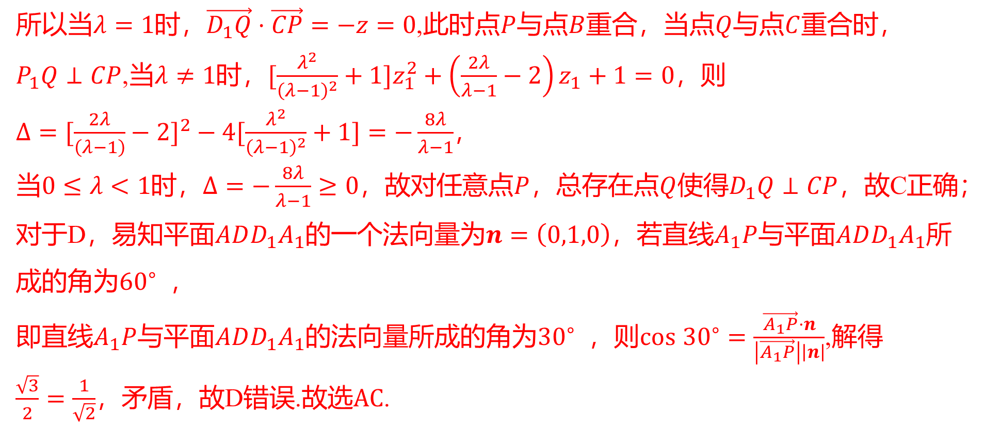 所以当λ = 1时，$\overrightarrow{D_1Q} \cdot \overrightarrow{CP} = -z = 0$,此时点P与点B重合，当点Q与点C重合时，
$P_1Q \perp CP$,当λ ≠ 1时，$[\frac{\lambda^2}{(\lambda-1)^2} + 1]z_1^2 + \left(\frac{2\lambda}{\lambda-1} - 2\right)z_1 + 1 = 0$，则
$\Delta = [\frac{2\lambda}{(\lambda-1)} - 2]^2 - 4[\frac{\lambda^2}{(\lambda-1)^2} + 1] = -\frac{8\lambda}{\lambda-1}$,
当0 ≤ λ < 1时，$\Delta = -\frac{8\lambda}{\lambda-1} \geq 0$，故对任意点P，总存在点Q使得$D_1Q \perp CP$，故C正确；
对于D，易知平面$ADD_1A_1$的一个法向量为$\boldsymbol{n} = (0,1,0)$，若直线$A_1P$与平面$ADD_1A_1$所
成的角为60°，
即直线$A_1P$与平面$ADD_1A_1$的法向量所成的角为30°，则$\cos 30° = \frac{\overrightarrow{A_1P} \cdot \boldsymbol{n}}{|\overrightarrow{A_1P}||\boldsymbol{n}|}$,解得
$\frac{\sqrt{3}}{2} = \frac{1}{\sqrt{2}}$，矛盾，故D错误.故选AC.